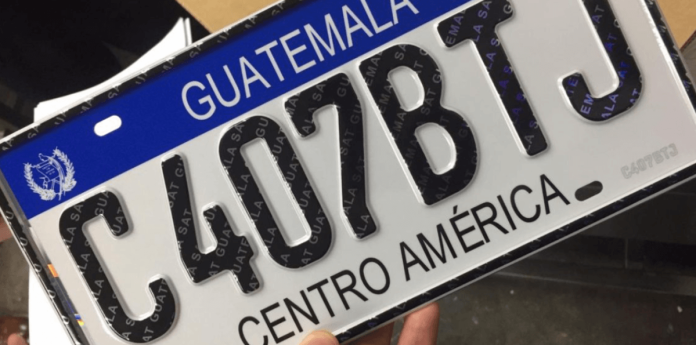 GUATEMALA
C407BTJ
C407BTJ
CENTRO AMÉRICA